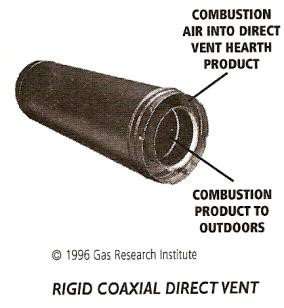 COMBUSTION
AIR INTO DIRECT
VENT HEARTH
PRODUCT
COMBUSTION
PRODUCT TO
OUTDOORS
© 1996 Gas Research Institute
RIGID COAXIAL DIRECT VENT